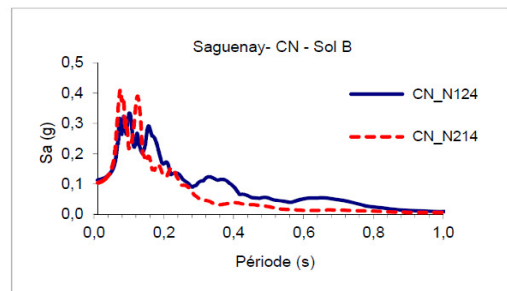 Saguenay- CN - Sol B
0,5
0,4
0,3
0,2
0,1
0,0
Sa (g)
CN_N124
CN_N214
0,0 0,2 0,4 0,6 0,8 1,0
Période (s)